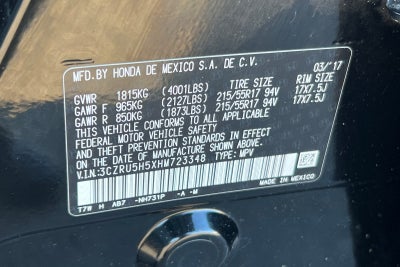 MFD.BY HONDA DE MEXICO S.A. DE C.V. 03/'17
GVWR 1815KG (4001LBS) TIRE SIZE RIM SIZE
GAWR F 965KG (2127LBS) 215/55R17 94V 17X7.5J
GAWR R 850KG (1873LBS) 215/55R17 94V 17X7.5J
THIS VEHICLE CONFORMS TO ALL APPLICABLE
FEDERAL MOTOR VEHICLE SAFETY
AND THEFT PREVENTION STANDARDS IN EFFECT
ON THE DATE OF MANUFACTURE SHOWN ABOVE.
V.I.N.:3CZRU5H5XHM723348 TYPE: MPV
T7W H AB7 -NH731P -A -M MADE IN MEXICO